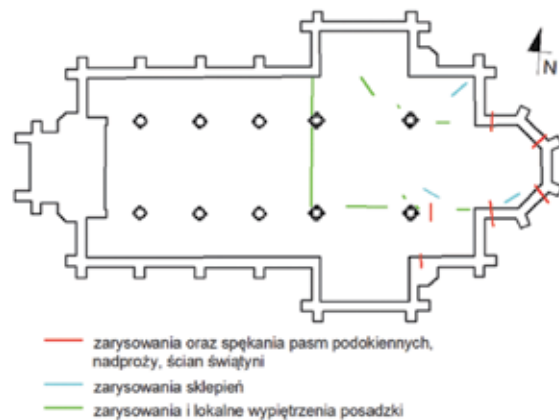 N
zarysowania oraz spękania pasm podokiennych,
nadproży, ścian świątyni
zarysowania sklepień
zarysowania i lokalne wypiętrzenia posadzki